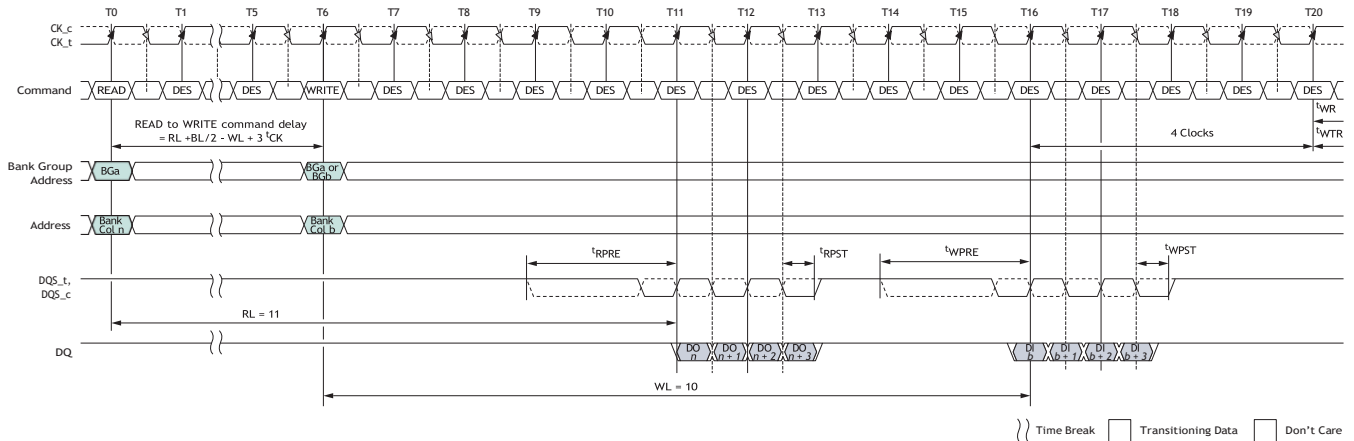 T0 T1 T5 T6 T7 T8 T9 T10 T11 T12 T13 T14 T15 T16 T17 T18 T19 T20
CK_c
CK_t
Command READ DES DES WRITE DES DES DES DES DES DES DES DES DES DES DES DES DES DES
tWR
READ to WRITE command delay
= RL +BL/2 - WL + 3 tCK
4 Clocks
tWTR
Bank Group
Address
BGa
BGa or
BGb
Address
Bank
Col n
Bank
Col b
tRPRE tRPST tWPRE tWPST
DQS_t,
DQS_c
RL = 11
DQ
DO
n
DO
n + 1
DO
n + 2
DO
n + 3
DI
b
DI
b + 1
DI
b + 2
DI
b + 3
WL = 10
Time Break Transitioning Data Don't Care